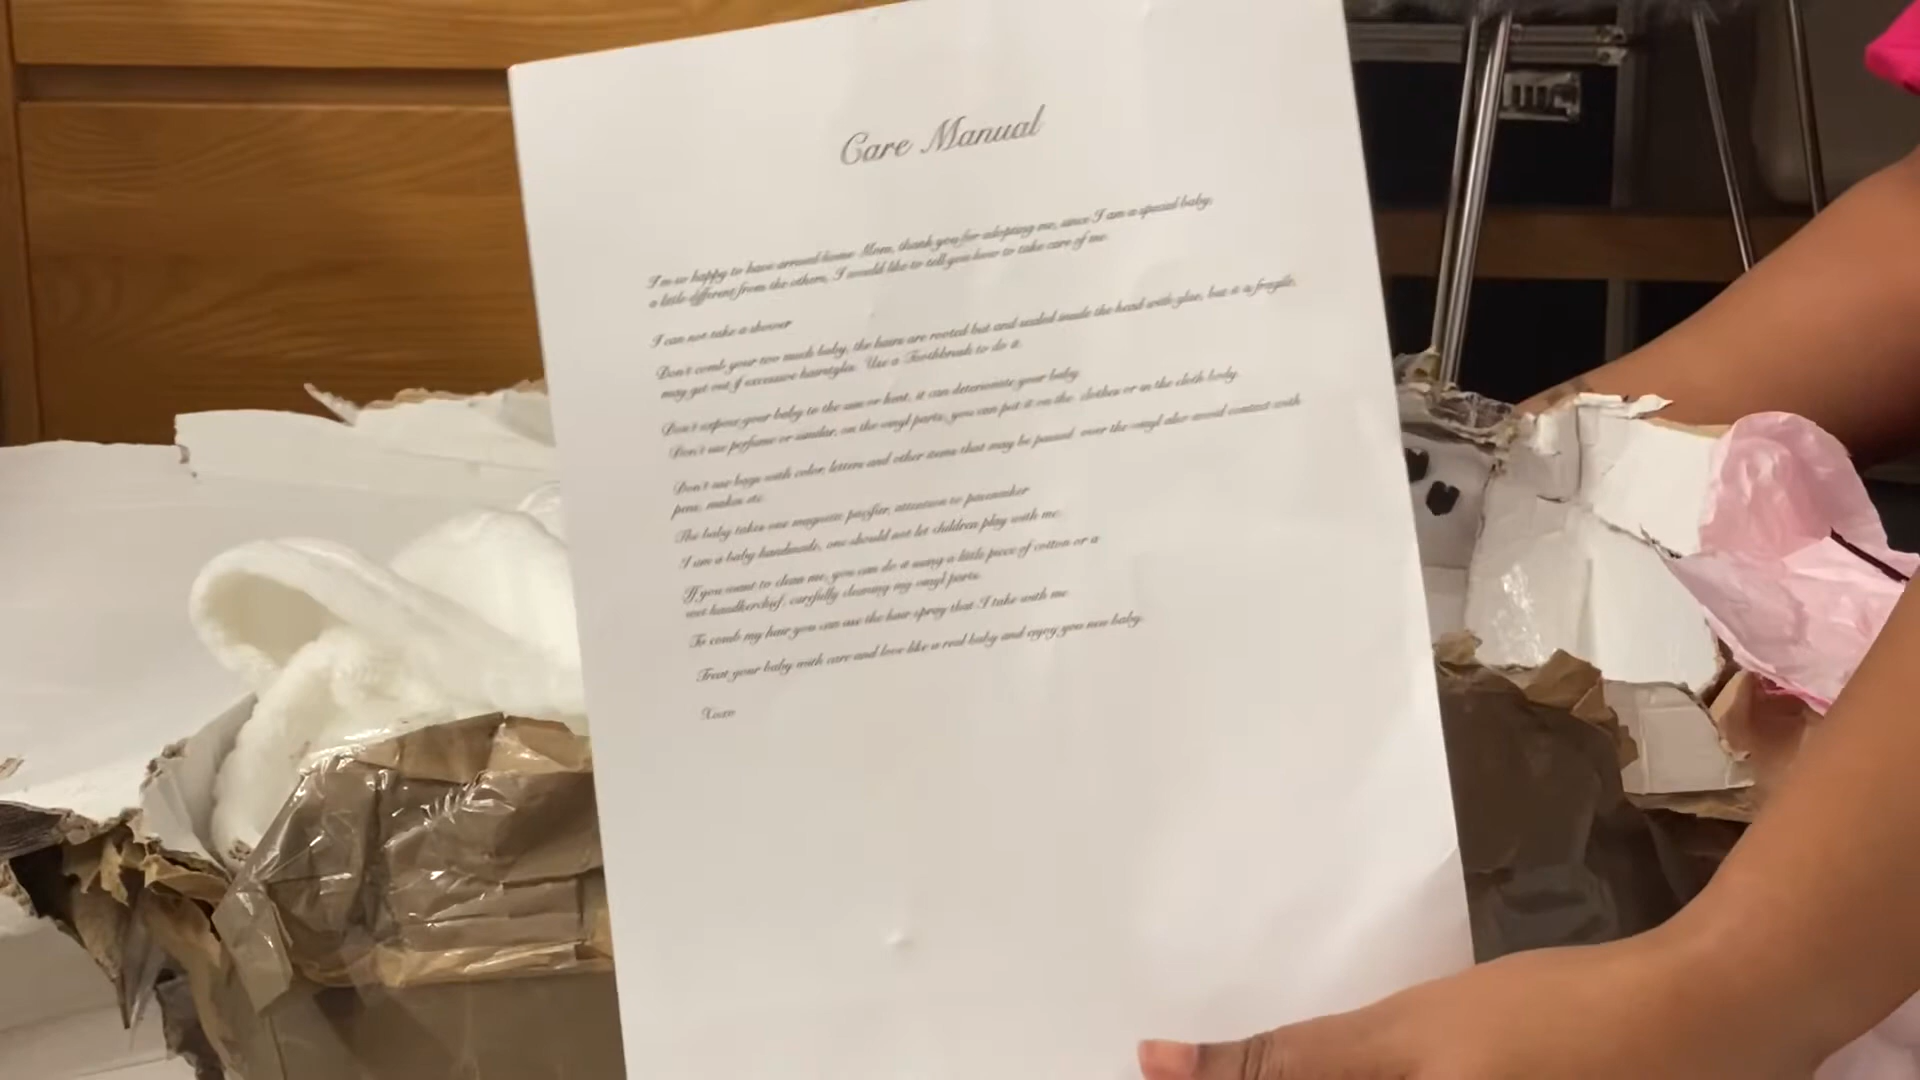 Care Manual
I'm so happy to have arrived home Mom, thank you for adopting me, since I am a special baby,
a little different from the others, I would like to tell you how to take care of me.
I can not take a shower
Don't comb your too much baby, the hairs are rooted but and sealed inside the head with glue, but it is fragile,
may get out if excessive hairstyles. Use a Toothbrush to do it.
Don't expose your baby to the sun or heat, it can deteriorate your baby
Don't use perfume or similar, on the vinyl parts, you can put it on the clothes or in the cloth body.
Don't use bags with color, letters and other items that may be passed over the vinyl also avoid contact with
pens, makes etc.
The baby takes one magnetic pacifier, attention to pacemaker
I am a baby handmade, one should not let children play with me.
If you want to clean me, you can do it using a little piece of cotton or a
wet handkerchief, carefully cleaning my vinyl parts.
To comb my hair you can use the hair spray that I take with me
Treat your baby with care and love like a real baby and enjoy you new baby.
Xoxo